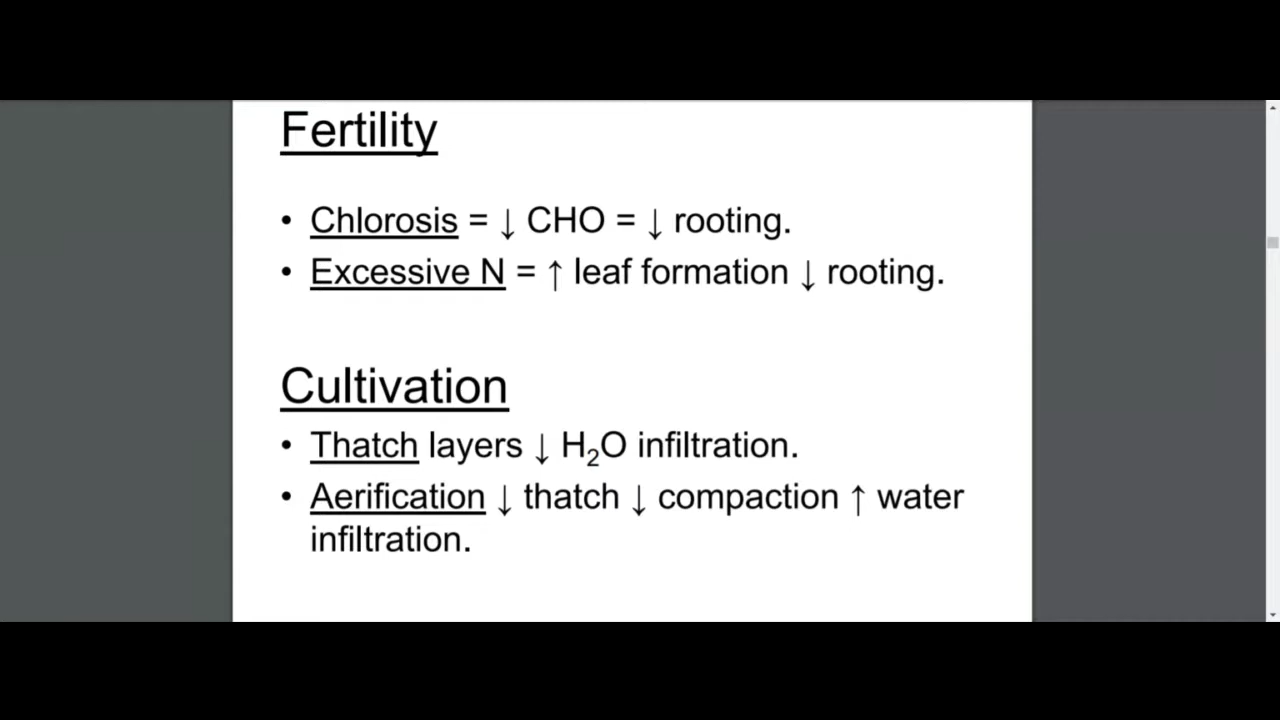 Fertility
• Chlorosis = ↓ CHO = ↓ rooting.
• Excessive N = ↑ leaf formation ↓ rooting.
Cultivation
• Thatch layers ↓ H₂O infiltration.
• Aerification ↓ thatch ↓ compaction ↑ water
infiltration.